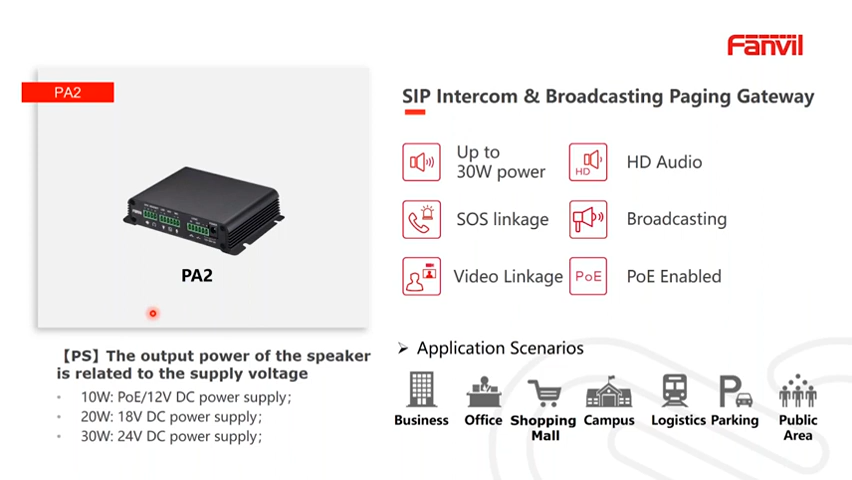 Fanvil
PA2
SIP Intercom & Broadcasting Paging Gateway
Up to
30W power
HD
HD Audio
SOS linkage
Broadcasting
Video Linkage
PoE
PoE Enabled
PA2
【PS】The output power of the speaker
is related to the supply voltage
• 10W: PoE/12V DC power supply;
• 20W: 18V DC power supply;
• 30W: 24V DC power supply;
➢ Application Scenarios
Business
Office
Shopping
Mall
Campus
Logistics
Parking
Public
Area